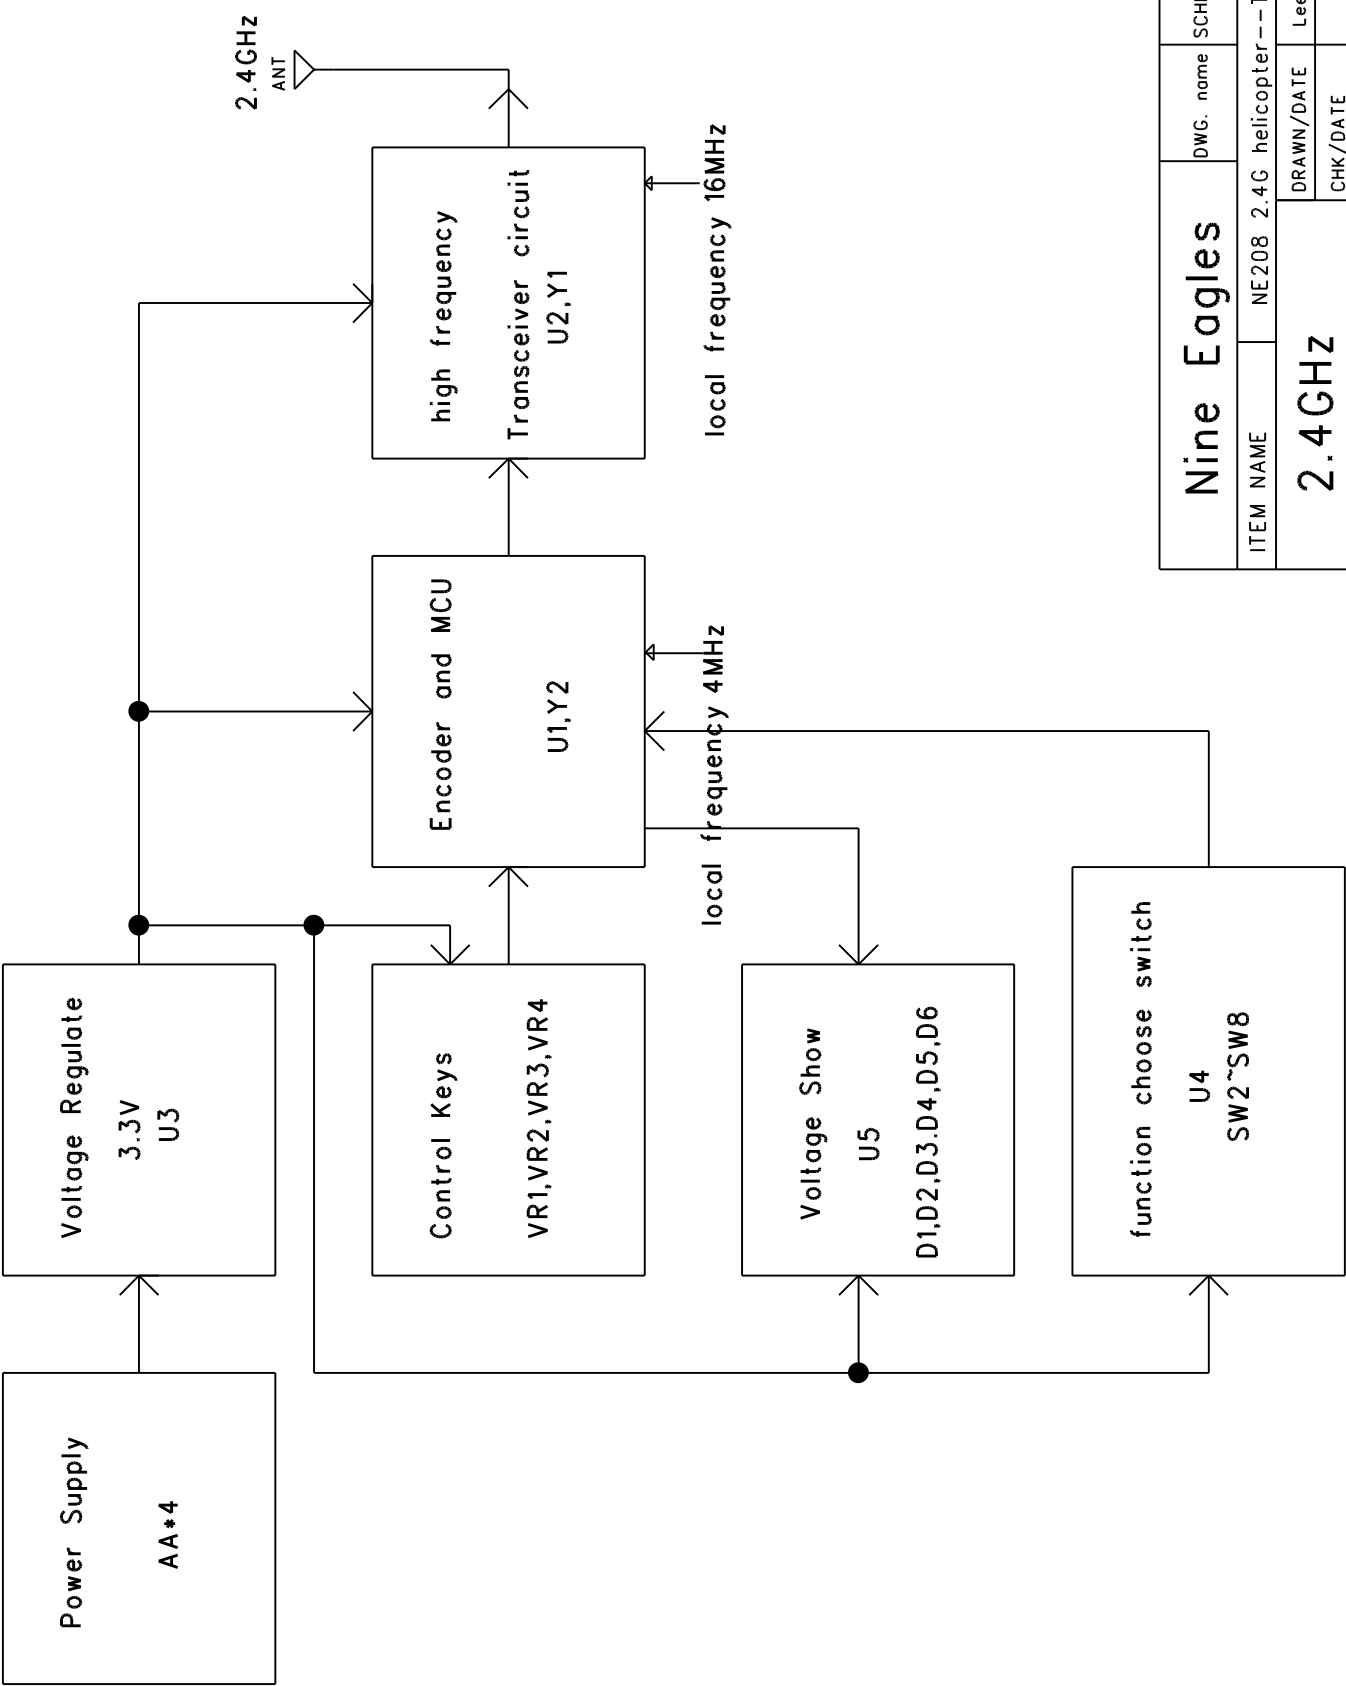 Power Supply
AA*4
Voltage Regulate
3.3V
U3
2.4GHz
ANT
Control Keys
VR1,VR2,VR3,VR4
Encoder and MCU
U1,Y2
high frequency
Transceiver circuit
U2,Y1
local frequency 4MHz
local frequency 16MHz
Voltage Show
U5
D1,D2,D3.D4,D5,D6
function choose switch
U4
SW2~SW8
Nine Eagles
DWG. name
ITEM NAME
NE208 2.4G helicopter--
2.4GHz
DRAWN/DATE
CHK/DATE